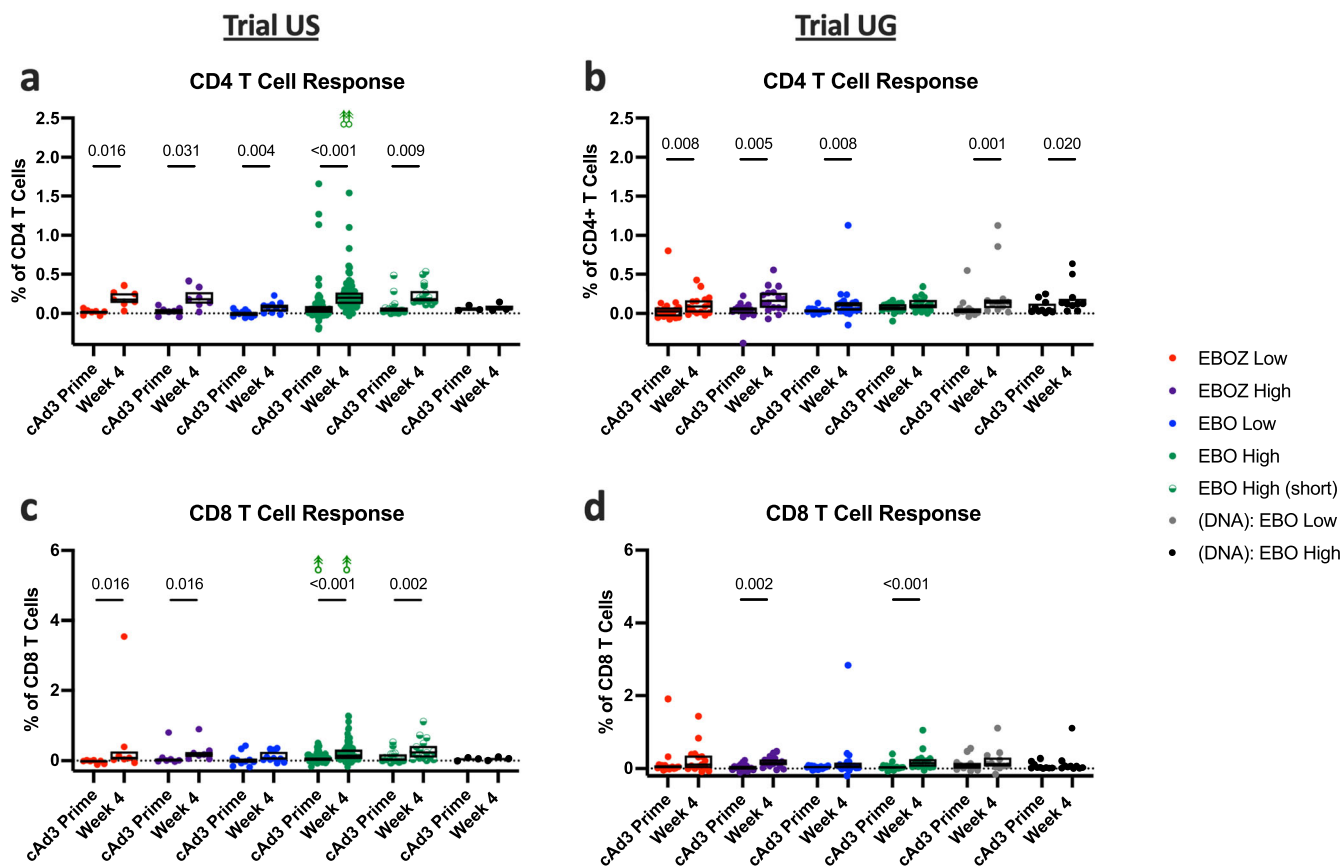 Trial US
Trial UG
a
CD4 T Cell Response
b
CD4 T Cell Response
% of CD4 T Cells
2.5
2.0
1.5
1.0
0.5
0.0
0.016
0.031
0.004
<0.001
0.009
cAd3 Prime
Week 4
cAd3 Prime
Week 4
cAd3 Prime
Week 4
cAd3 Prime
Week 4
cAd3 Prime
Week 4
cAd3 Prime
Week 4
% of CD4+ T Cells
2.5
2.0
1.5
1.0
0.5
0.0
0.008
0.005
0.008
0.001
0.020
cAd3 Prime
Week 4
cAd3 Prime
Week 4
cAd3 Prime
Week 4
cAd3 Prime
Week 4
cAd3 Prime
Week 4
cAd3 Prime
Week 4
EBOZ Low
EBOZ High
EBO Low
EBO High
EBO High (short)
(DNA): EBO Low
(DNA): EBO High
c
CD8 T Cell Response
d
CD8 T Cell Response
% of CD8 T Cells
6
4
2
0
0.016
0.016
<0.001
0.002
cAd3 Prime
Week 4
cAd3 Prime
Week 4
cAd3 Prime
Week 4
cAd3 Prime
Week 4
cAd3 Prime
Week 4
cAd3 Prime
Week 4
% of CD8 T Cells
6
4
2
0
0.002
<0.001
cAd3 Prime
Week 4
cAd3 Prime
Week 4
cAd3 Prime
Week 4
cAd3 Prime
Week 4
cAd3 Prime
Week 4
cAd3 Prime
Week 4